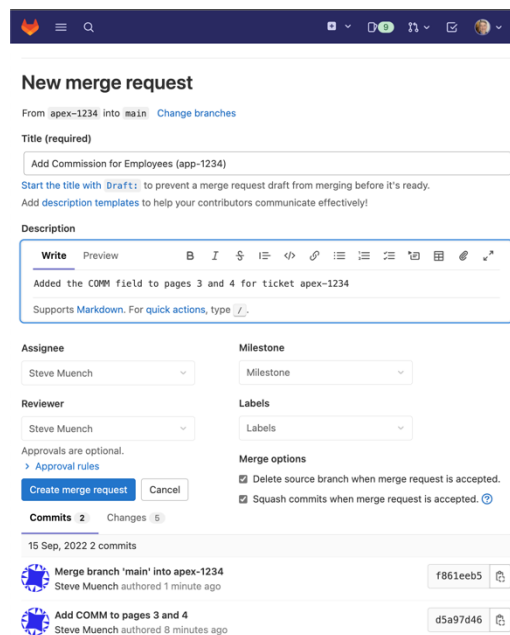 9
New merge request
From apex-1234 into main Change branches
Title (required)
Add Commission for Employees (app-1234)
Start the title with Draft: to prevent a merge request draft from merging before it's ready.
Add description templates to help your contributors communicate effectively!
Description
Write Preview
Added the COMM field to pages 3 and 4 for ticket apex-1234
Supports Markdown. For quick actions, type /.
Assignee
Steve Muench
Milestone
Milestone
Reviewer
Steve Muench
Labels
Labels
Approvals are optional.
Approval rules
Merge options
Delete source branch when merge request is accepted.
Squash commits when merge request is accepted.
Create merge request Cancel
Commits 2 Changes 5
15 Sep, 2022 2 commits
Merge branch 'main' into apex-1234
Steve Muench authored 1 minute ago
f861eeb5
Add COMM to pages 3 and 4
Steve Muench authored 8 minutes ago
d5a97d46